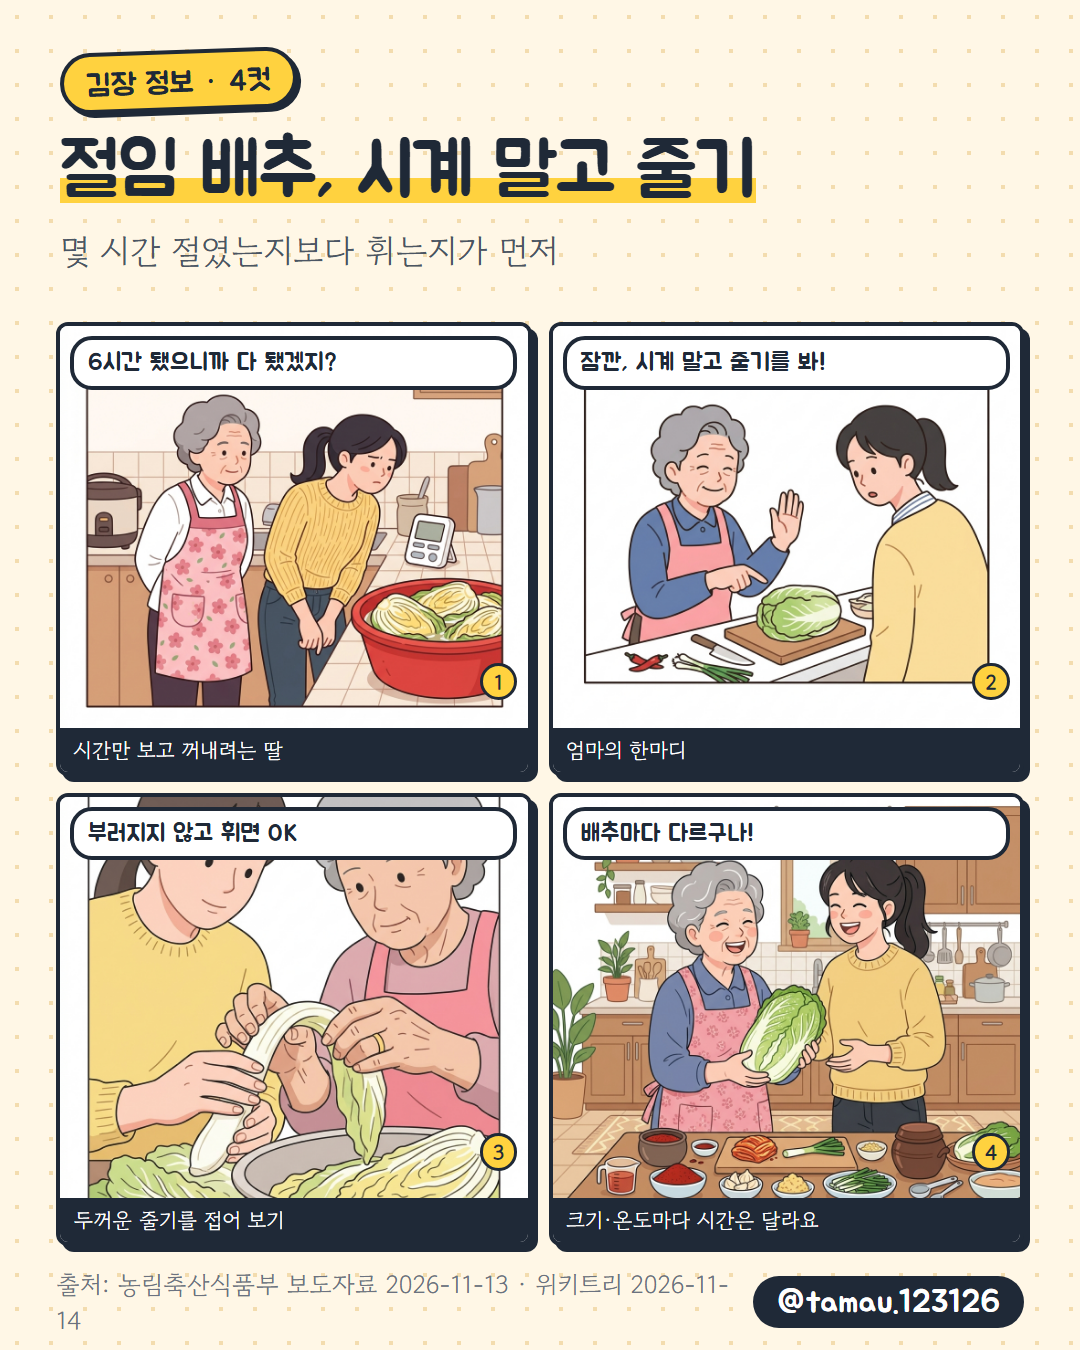 김장 정보 · 4컷
절임 배추, 시계 말고 줄기
몇 시간 절였는지보다 휘는지가 먼저
6시간 됐으니까 다 됐겠지?
1
시간만 보고 꺼내려는 딸
잠깐, 시계 말고 줄기를 봐!
2
엄마의 한마디
부러지지 않고 휘면 OK
3
두꺼운 줄기를 접어 보기
배추마다 다르구나!
4
크기·온도마다 시간은 달라요
출처: 농림축산식품부 보도자료 2026-11-13 · 위키트리 2026-11-
14
@tamau.123126